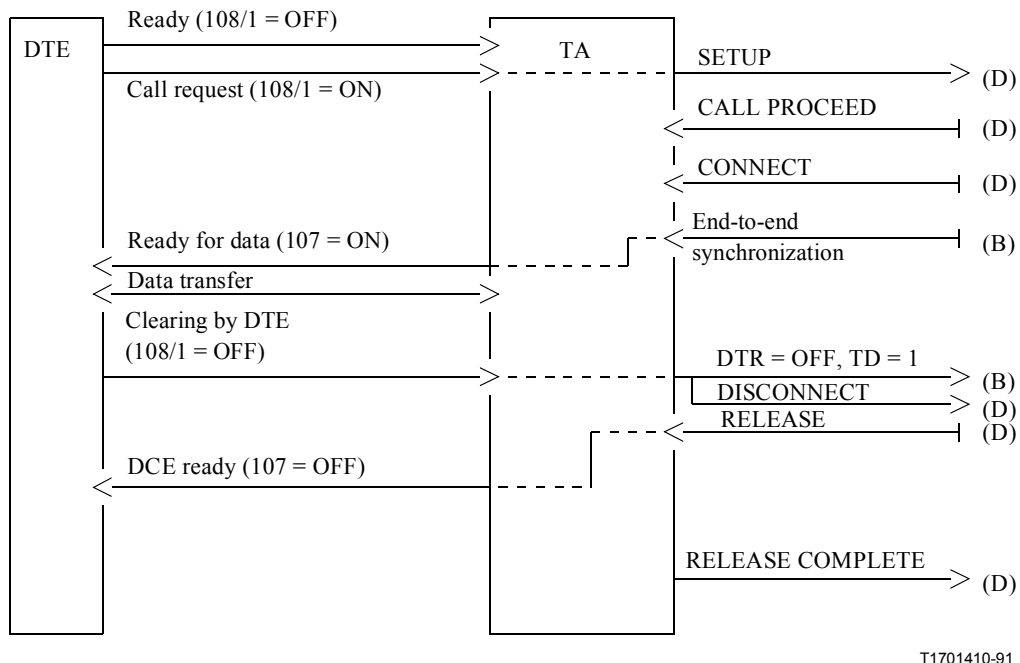 Ready (108/1 = OFF)
DTE
TA
SETUP
(D)
Call request (108/1 = ON)
CALL PROCEED
(D)
CONNECT
(D)
End-to-end
synchronization
(B)
Ready for data (107 = ON)
Data transfer
Clearing by DTE
(108/1 = OFF)
DTR = OFF, TD = 1
(B)
DISCONNECT
(D)
RELEASE
(D)
DCE ready (107 = OFF)
RELEASE COMPLETE
(D)
T1701410-91